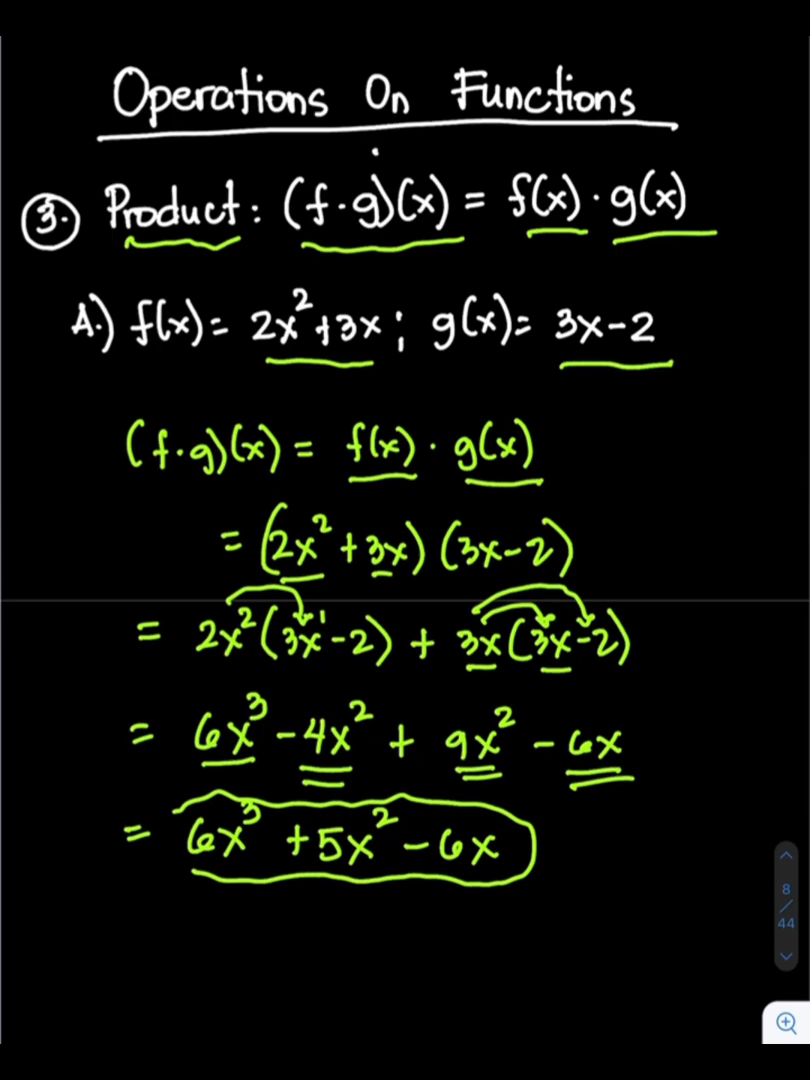 Operations On Functions
3. Product: (f·g)(x) = f(x) · g(x)
A.) f(x) = 2x²+3x ; g(x) = 3x-2
(f·g)(x) = f(x) · g(x)
= (2x² + 3x) (3x-2)
= 2x² (3x¹-2) + 3x (3x-2)
= 6x³ - 4x² + 9x² - 6x
= 6x³ + 5x² - 6x
8
/
44